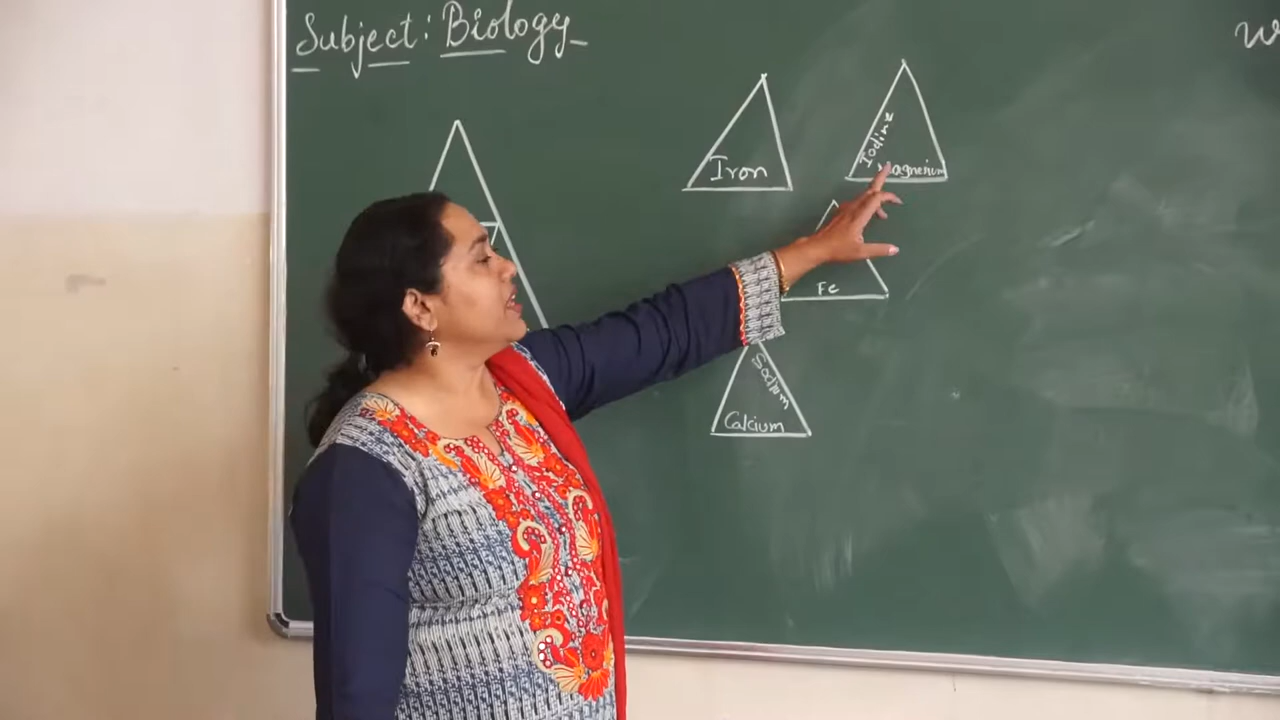 Subject: Biology
Iron
Iodine
Magnesium
Fe
Sodium
Calcium